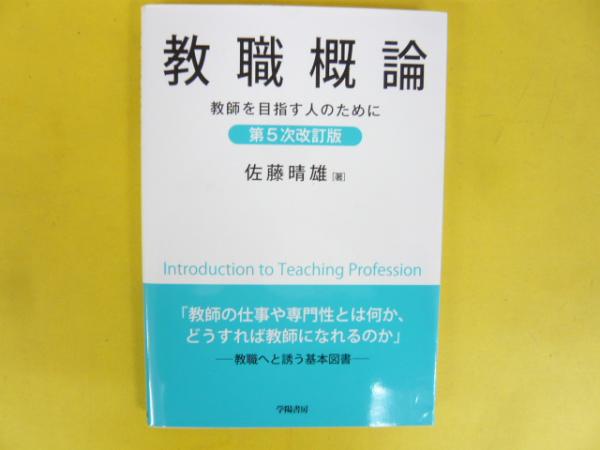 教職概論
教師を目指す人のために
第5次改訂版
佐藤晴雄[著]
Introduction to Teaching Profession
「教師の仕事や専門性とは何か、
どうすれば教師になれるのか」
―教職へと誘う基本図書―
学陽書房